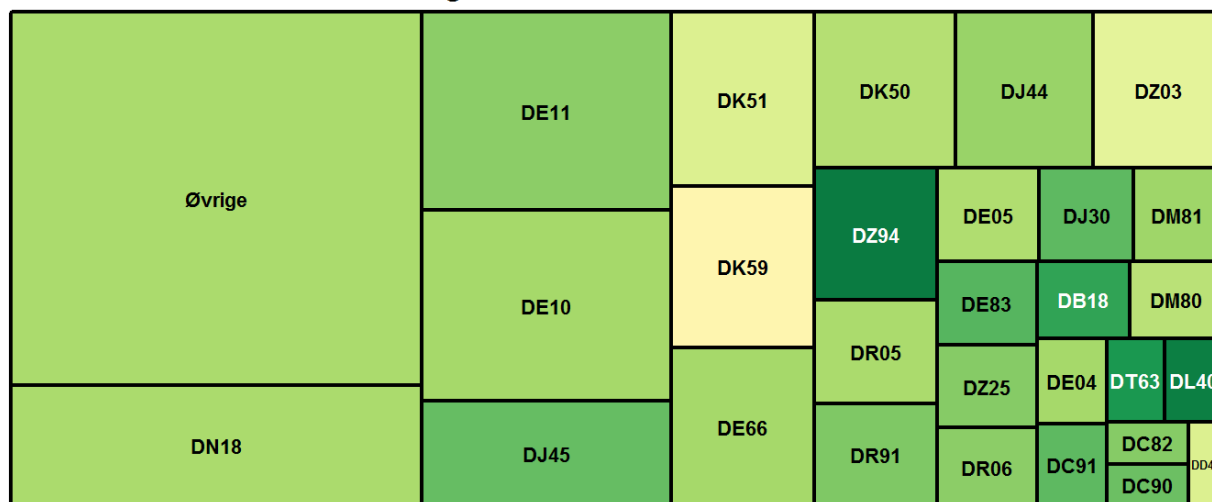 Øvrige
DN18
DE11
DE10
DJ45
DK51
DK59
DE66
DK50
DJ44
DZ03
DZ94
DR05
DR91
DE05
DJ30
DM81
DE83
DB18
DM80
DZ25
DR06
DE04
DT63
DL40
DC91
DC82
DC90